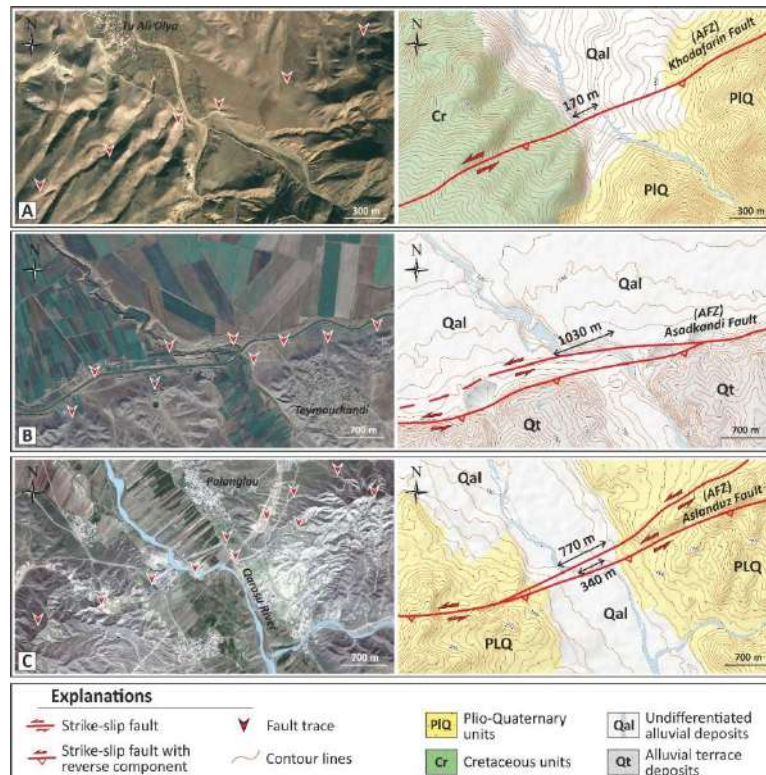 N
Tu Ali Olya
A
300 m
N
Qal
(AFZ)
Khodafarin Fault
170 m
Cr
PlQ
PlQ
300 m
N
Teymourkandi
B
700 m
N
Qal
Qal
(AFZ)
Asadkandi Fault
1030 m
Qt
Qt
700 m
N
Palanglau
Qarosu River
C
700 m
N
Qal
(AFZ)
Aslanduz Fault
770 m
340 m
PLQ
Qal
PLQ
700 m
Explanations
Strike-slip fault
Strike-slip fault with
reverse component
Fault trace
Contour lines
PlQ
Plio-Quaternary
units
Cr
Cretaceous units
Qal
Undifferentiated
alluvial deposits
Qt
Alluvial terrace
deposits